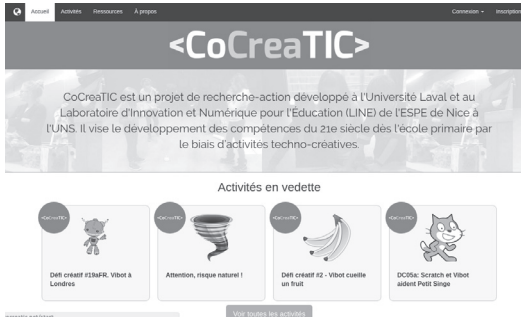 Accueil Activités Ressources À propos Connexion Inscription
<CoCreaTIC>
CoCreaTIC est un projet de recherche-action développé à l'Université Laval et au
Laboratoire d'Innovation et Numérique pour l'Éducation (LINE) de l'ESPE de Nice à
l'UNS. Il vise le développement des compétences du 21e siècle dès l'école primaire par
le biais d'activités techno-créatives.
Activités en vedette
<CoCreaTIC> <CoCreaTIC> <CoCreaTIC> <CoCreaTIC>
Défi créatif #19aFR. Vibot à
Londres
Attention, risque naturel !
Défi créatif #2 - Vibot cueille
un fruit
DC05a: Scratch et Vibot
aident Petit Singe
Voir toutes les activités